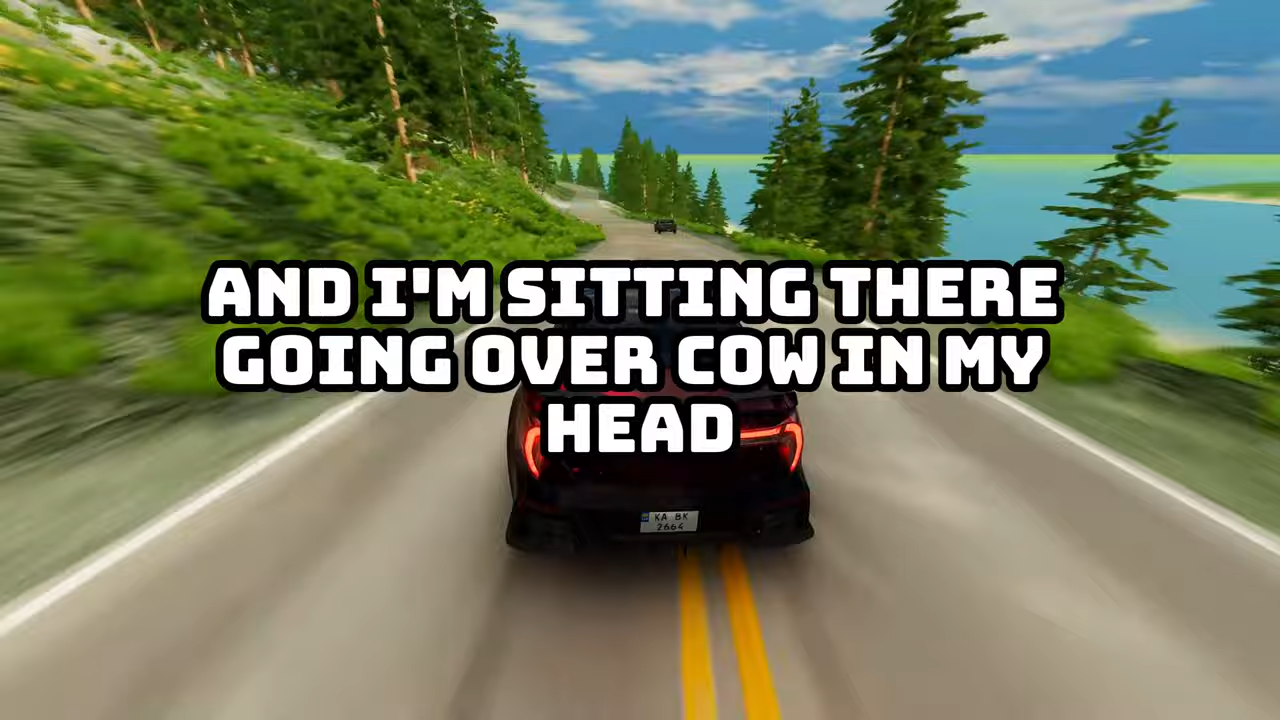 AND I'M SITTING THERE
GOING OVER COW IN MY
HEAD
KA BK
2664